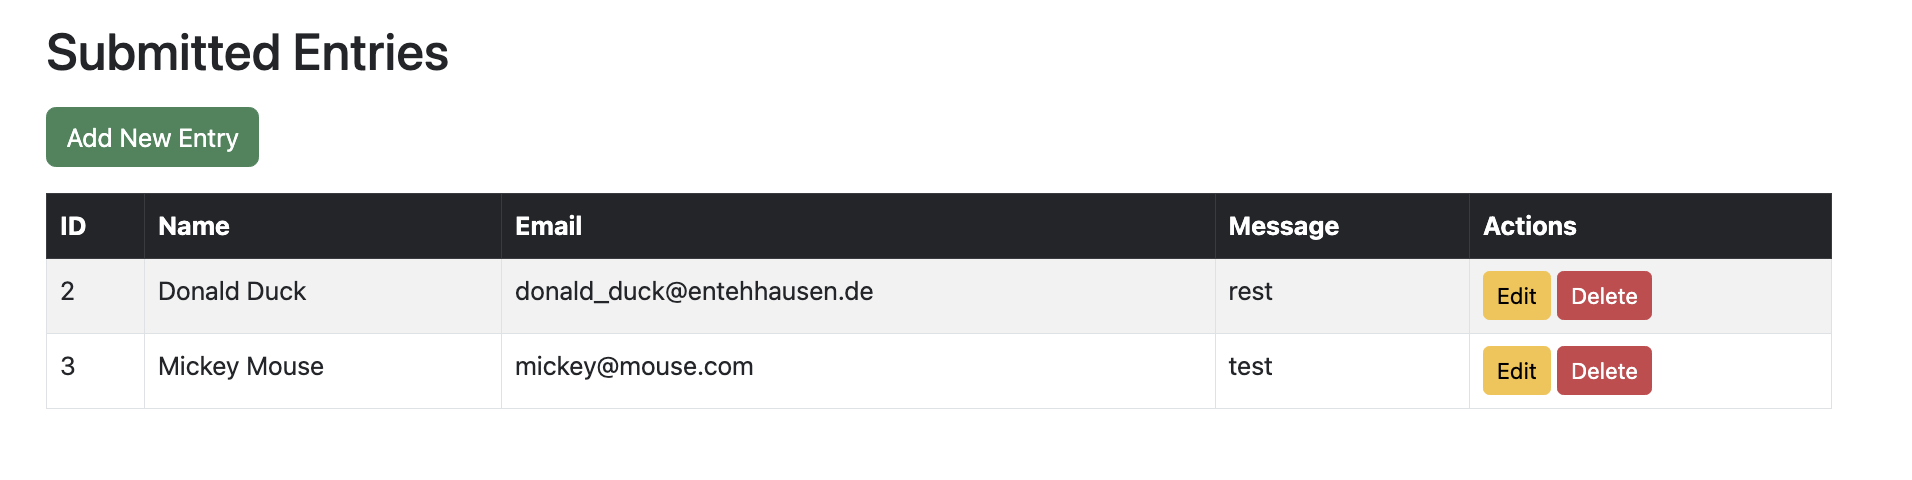 Submitted Entries
Add New Entry
ID Name Email Message Actions
2 Donald Duck donald_duck@entehhausen.de rest Edit Delete
3 Mickey Mouse mickey@mouse.com test Edit Delete